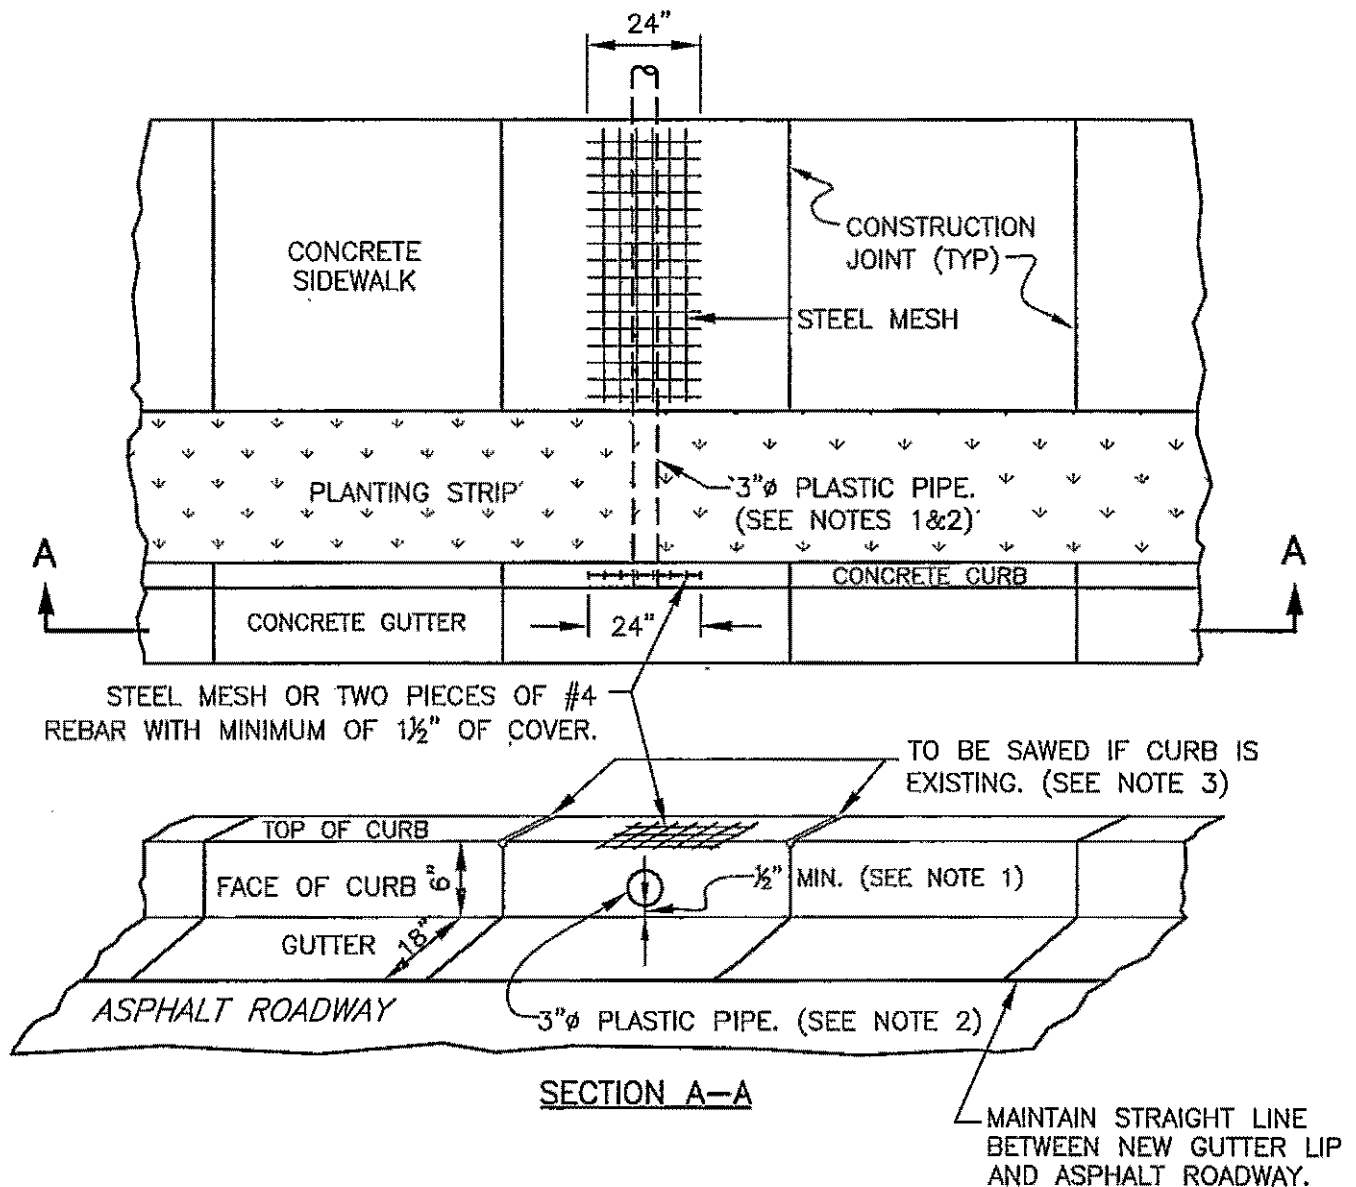 24"
CONCRETE
SIDEWALK
CONSTRUCTION
JOINT (TYP)
STEEL MESH
PLANTING STRIP
3"ø PLASTIC PIPE.
(SEE NOTES 1&2)
A
A
CONCRETE CURB
CONCRETE GUTTER
24"
STEEL MESH OR TWO PIECES OF #4
REBAR WITH MINIMUM OF 1½" OF COVER.
TO BE SAWED IF CURB IS
EXISTING. (SEE NOTE 3)
TOP OF CURB
FACE OF CURB
6"
½" MIN. (SEE NOTE 1)
GUTTER
18"
ASPHALT ROADWAY
3"ø PLASTIC PIPE. (SEE NOTE 2)
SECTION A-A
MAINTAIN STRAIGHT LINE
BETWEEN NEW GUTTER LIP
AND ASPHALT ROADWAY.